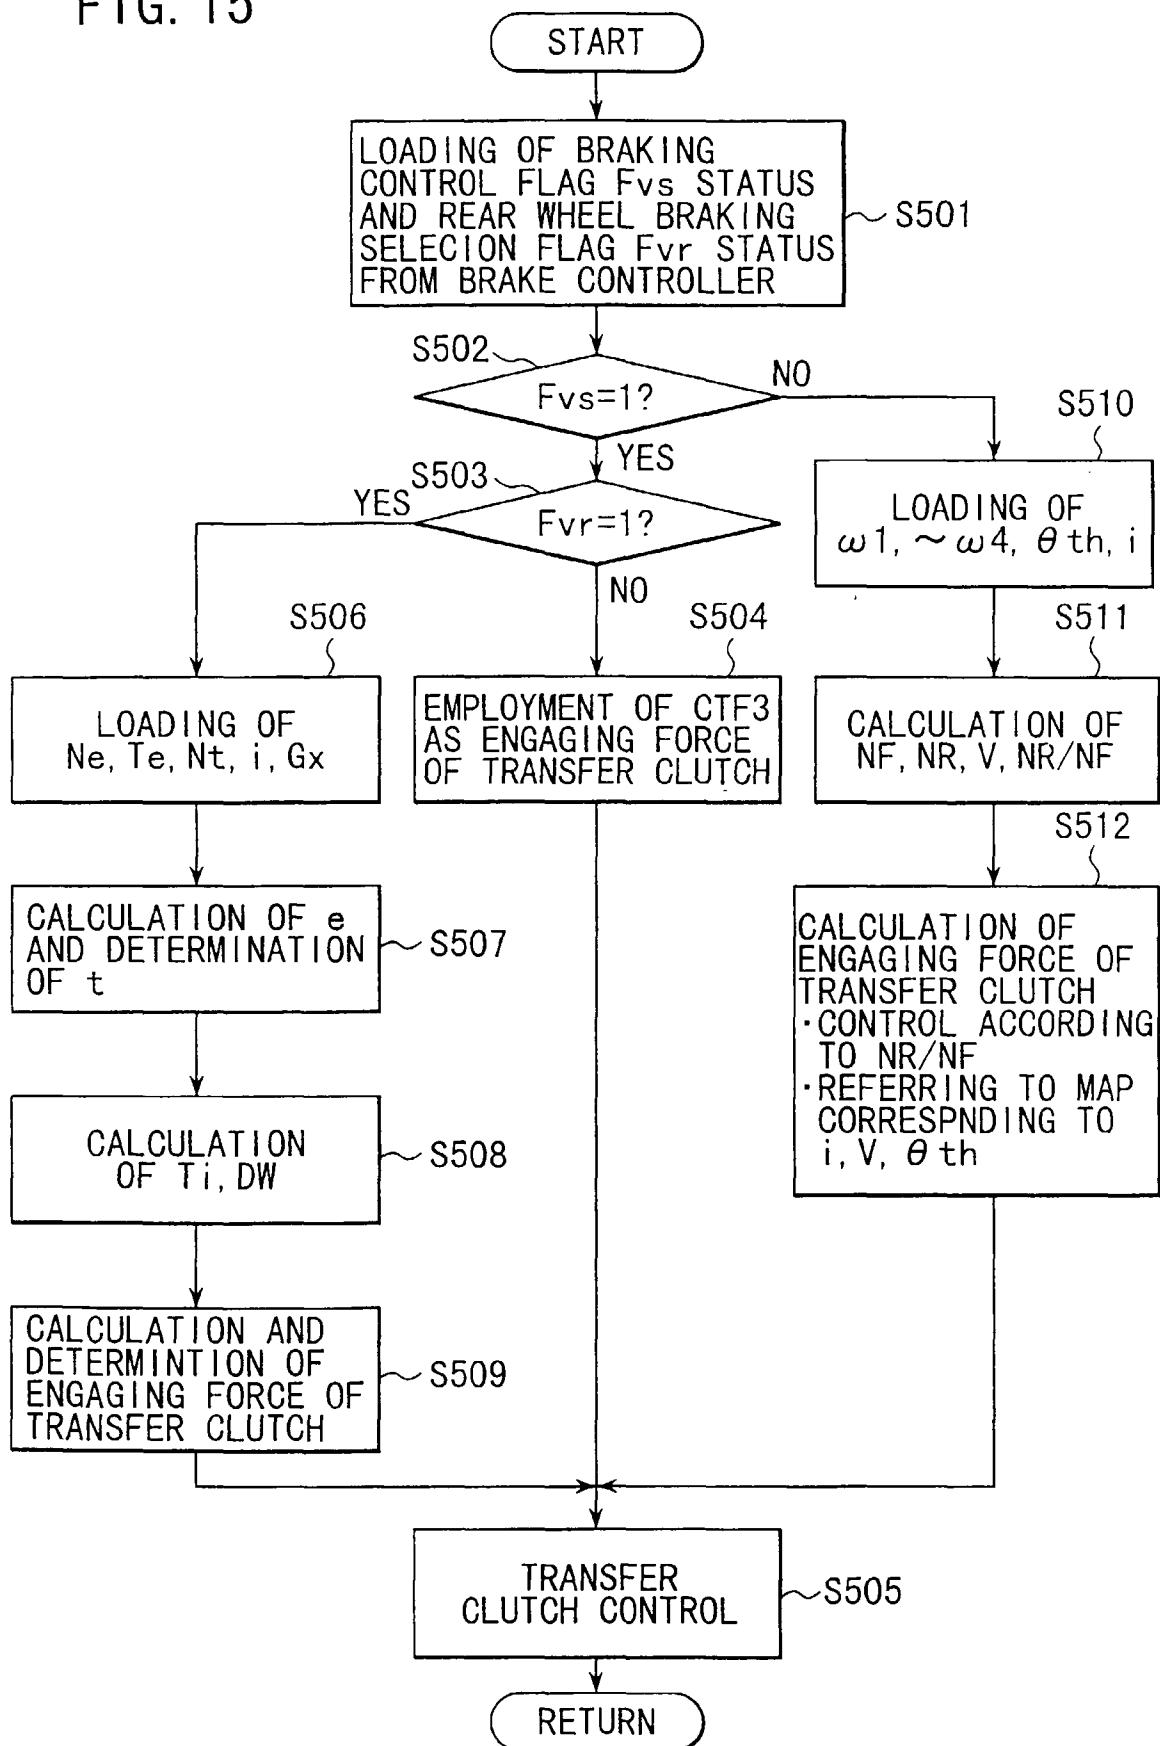 FIG. 15
START
LOADING OF BRAKING
CONTROL FLAG Fvs STATUS
AND REAR WHEEL BRAKING
SELECION FLAG Fvr STATUS
FROM BRAKE CONTROLLER
S501
S502
Fvs=1?
NO
YES
S503
Fvr=1?
YES
NO
S510
LOADING OF
ω1, ~ω4, θth, i
S506
LOADING OF
Ne, Te, Nt, i, Gx
S504
EMPLOYMENT OF CTF3
AS ENGAGING FORCE
OF TRANSFER CLUTCH
S511
CALCULATION OF
NF, NR, V, NR/NF
S507
CALCULATION OF e
AND DETERMINATION
OF t
S512
CALCULATION OF
ENGAGING FORCE OF
TRANSFER CLUTCH
·CONTROL ACCORDING
TO NR/NF
·REFERRING TO MAP
CORRESPNDING TO
i, V, θth
CALCULATION
OF Ti, DW
S508
CALCULATION AND
DETERMINTION OF
ENGAGING FORCE OF
TRANSFER CLUTCH
S509
TRANSFER
CLUTCH CONTROL
S505
RETURN